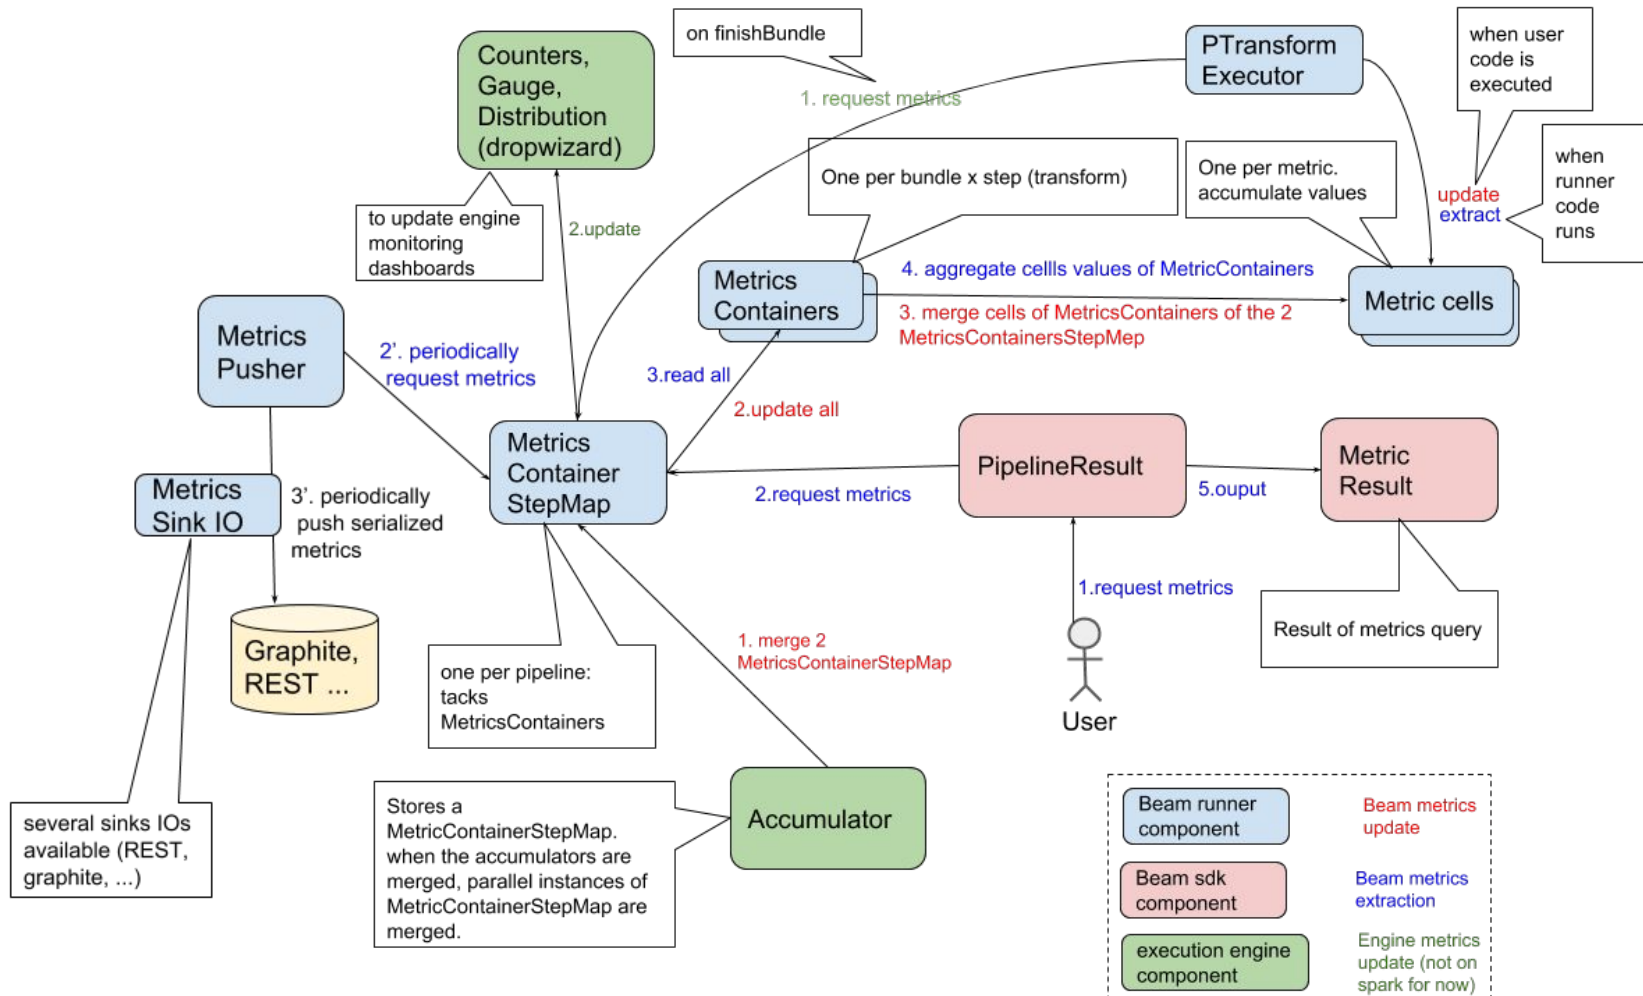 on finishBundle
Counters,
Gauge,
Distribution
(dropwizard)
PTransform
Executor
when user
code is
executed
1. request metrics
One per bundle x step (transform)
One per metric.
accumulate values
when
runner
code
runs
update
extract
to update engine
monitoring
dashboards
2.update
Metrics
Containers
4. aggregate cellls values of MetricContainers
3. merge cells of MetricsContainers of the 2
MetricsContainersStepMep
Metric cells
Metrics
Pusher
2'. periodically
request metrics
3.read all
2.update all
Metrics
Container
StepMap
PipelineResult
Metric
Result
2.request metrics
5.ouput
Metrics
Sink IO
3'. periodically
push serialized
metrics
1.request metrics
Graphite,
REST ...
User
Result of metrics query
one per pipeline:
tacks
MetricsContainers
1. merge 2
MetricsContainerStepMap
several sinks IOs
available (REST,
graphite, ...)
Stores a
MetricContainerStepMap.
when the accumulators are
merged, parallel instances of
MetricContainerStepMap are
merged.
Accumulator
Beam runner
component
Beam metrics
update
Beam sdk
component
Beam metrics
extraction
execution engine
component
Engine metrics
update (not on
spark for now)